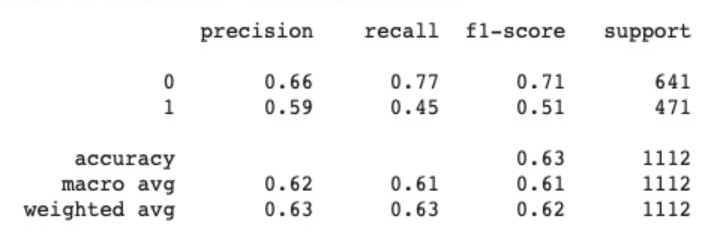 precision recall f1-score support
0 0.66 0.77 0.71 641
1 0.59 0.45 0.51 471
accuracy 0.63 1112
macro avg 0.62 0.61 0.61 1112
weighted avg 0.63 0.63 0.62 1112